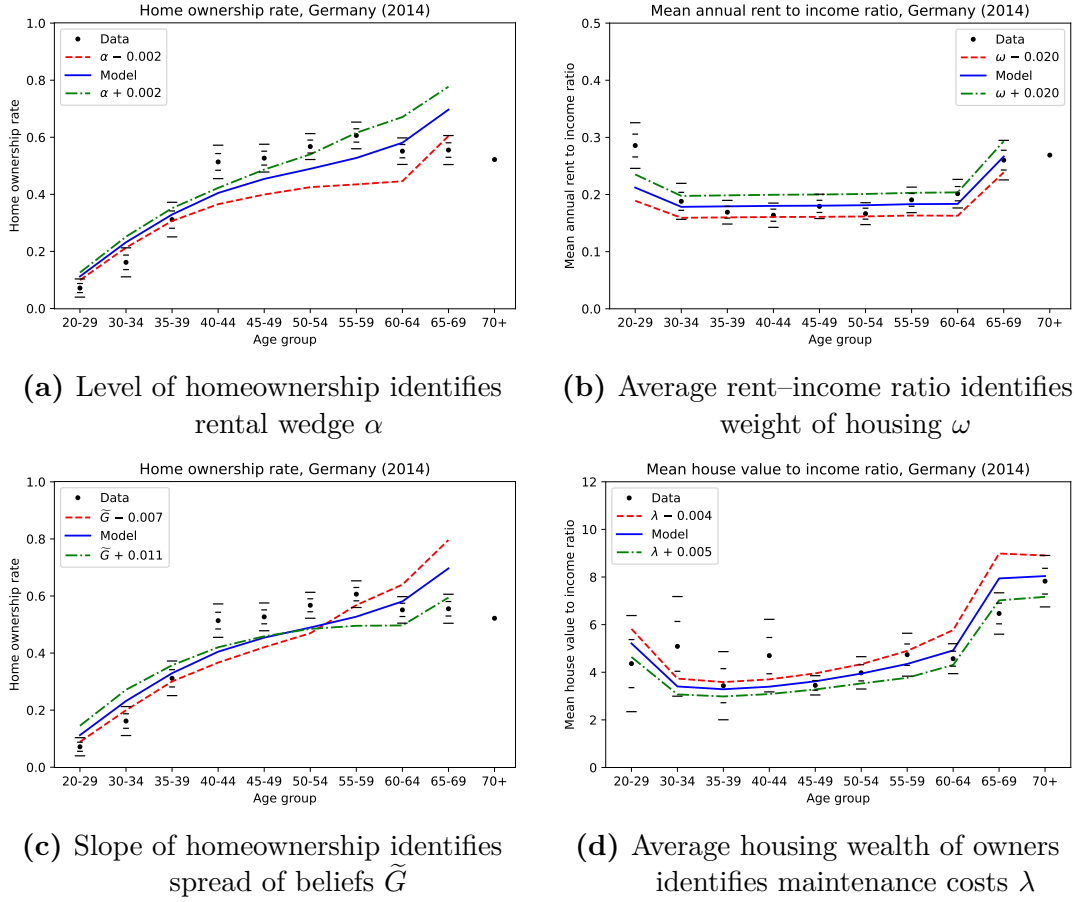 Home ownership rate, Germany (2014)
Home ownership rate
1.0
0.8
0.6
0.4
0.2
0.0
Data
α − 0.002
Model
α + 0.002
20-29 30-34 35-39 40-44 45-49 50-54 55-59 60-64 65-69 70+
Age group
(a) Level of homeownership identifies
rental wedge α
Mean annual rent to income ratio, Germany (2014)
Mean annual rent to income ratio
0.5
0.4
0.3
0.2
0.1
0.0
Data
ω − 0.020
Model
ω + 0.020
20-29 30-34 35-39 40-44 45-49 50-54 55-59 60-64 65-69 70+
Age group
(b) Average rent–income ratio identifies
weight of housing ω
Home ownership rate, Germany (2014)
Home ownership rate
1.0
0.8
0.6
0.4
0.2
0.0
Data
G̃ − 0.007
Model
G̃ + 0.011
20-29 30-34 35-39 40-44 45-49 50-54 55-59 60-64 65-69 70+
Age group
(c) Slope of homeownership identifies
spread of beliefs G̃
Mean house value to income ratio, Germany (2014)
Mean house value to income ratio
12
10
8
6
4
2
0
Data
λ − 0.004
Model
λ + 0.005
20-29 30-34 35-39 40-44 45-49 50-54 55-59 60-64 65-69 70+
Age group
(d) Average housing wealth of owners
identifies maintenance costs λ